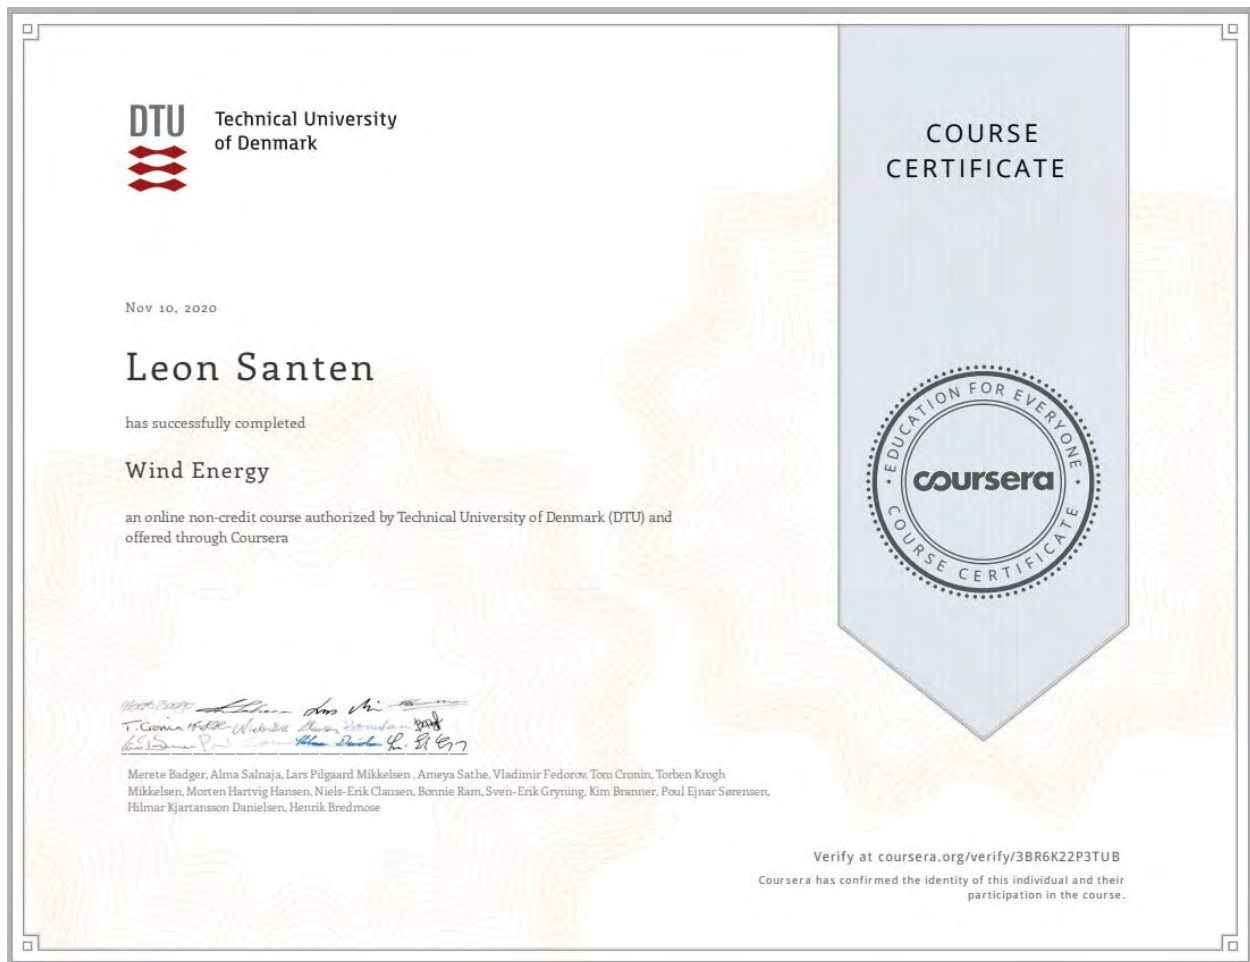 DTU
Technical University
of Denmark
COURSE
CERTIFICATE
Nov 10, 2020
Leon Santen
has successfully completed
Wind Energy
an online non-credit course authorized by Technical University of Denmark (DTU) and
offered through Coursera
EDUCATION FOR EVERYONE
coursera
COURSE CERTIFICATE
T. Cronin
Merete Badger, Alma Salnaja, Lars Pilgaard Mikkelsen , Ameya Sathe, Vladimir Fedorov, Tom Cronin, Torben Krogh
Mikkelsen, Morten Hartvig Hansen, Niels-Erik Clausen, Bonnie Ram, Sven-Erik Gryning, Kim Branner, Poul Ejnar Sørensen,
Hilmar Kjartansson Danielsen, Henrik Bredmose
Verify at coursera.org/verify/3BR6K22P3TUB
Coursera has confirmed the identity of this individual and their
participation in the course.